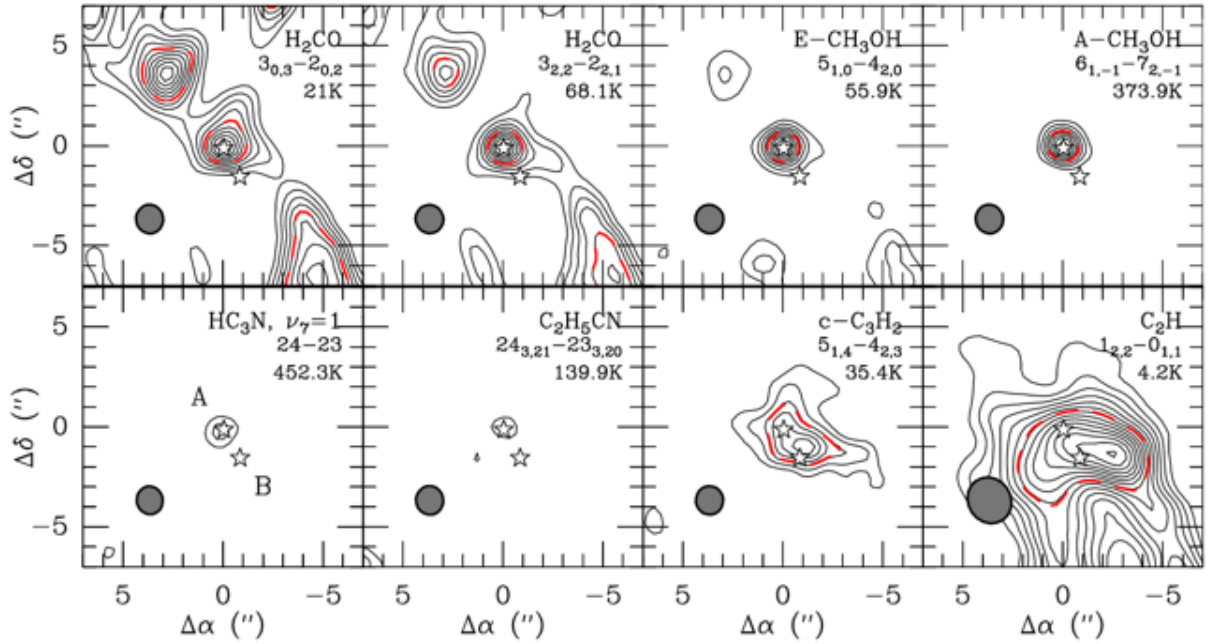 H₂CO
3₀,₃−2₀,₂
21K
H₂CO
3₂,₂−2₂,₁
68.1K
E−CH₃OH
5₁,₀−4₂,₀
55.9K
A−CH₃OH
6₁,₋₁−7₂,₋₁
373.9K
5
0
−5
Δδ (″)
HC₃N, ν₇=1
24−23
452.3K
A
B
C₂H₅CN
24₃,₂₁−23₃,₂₀
139.9K
c−C₃H₂
5₁,₄−4₂,₃
35.4K
C₂H
1₂,₂−0₁,₁
4.2K
5
0
−5
Δδ (″)
5 0 −5 5 0 −5 5 0 −5 5 0 −5
Δα (″) Δα (″) Δα (″) Δα (″)